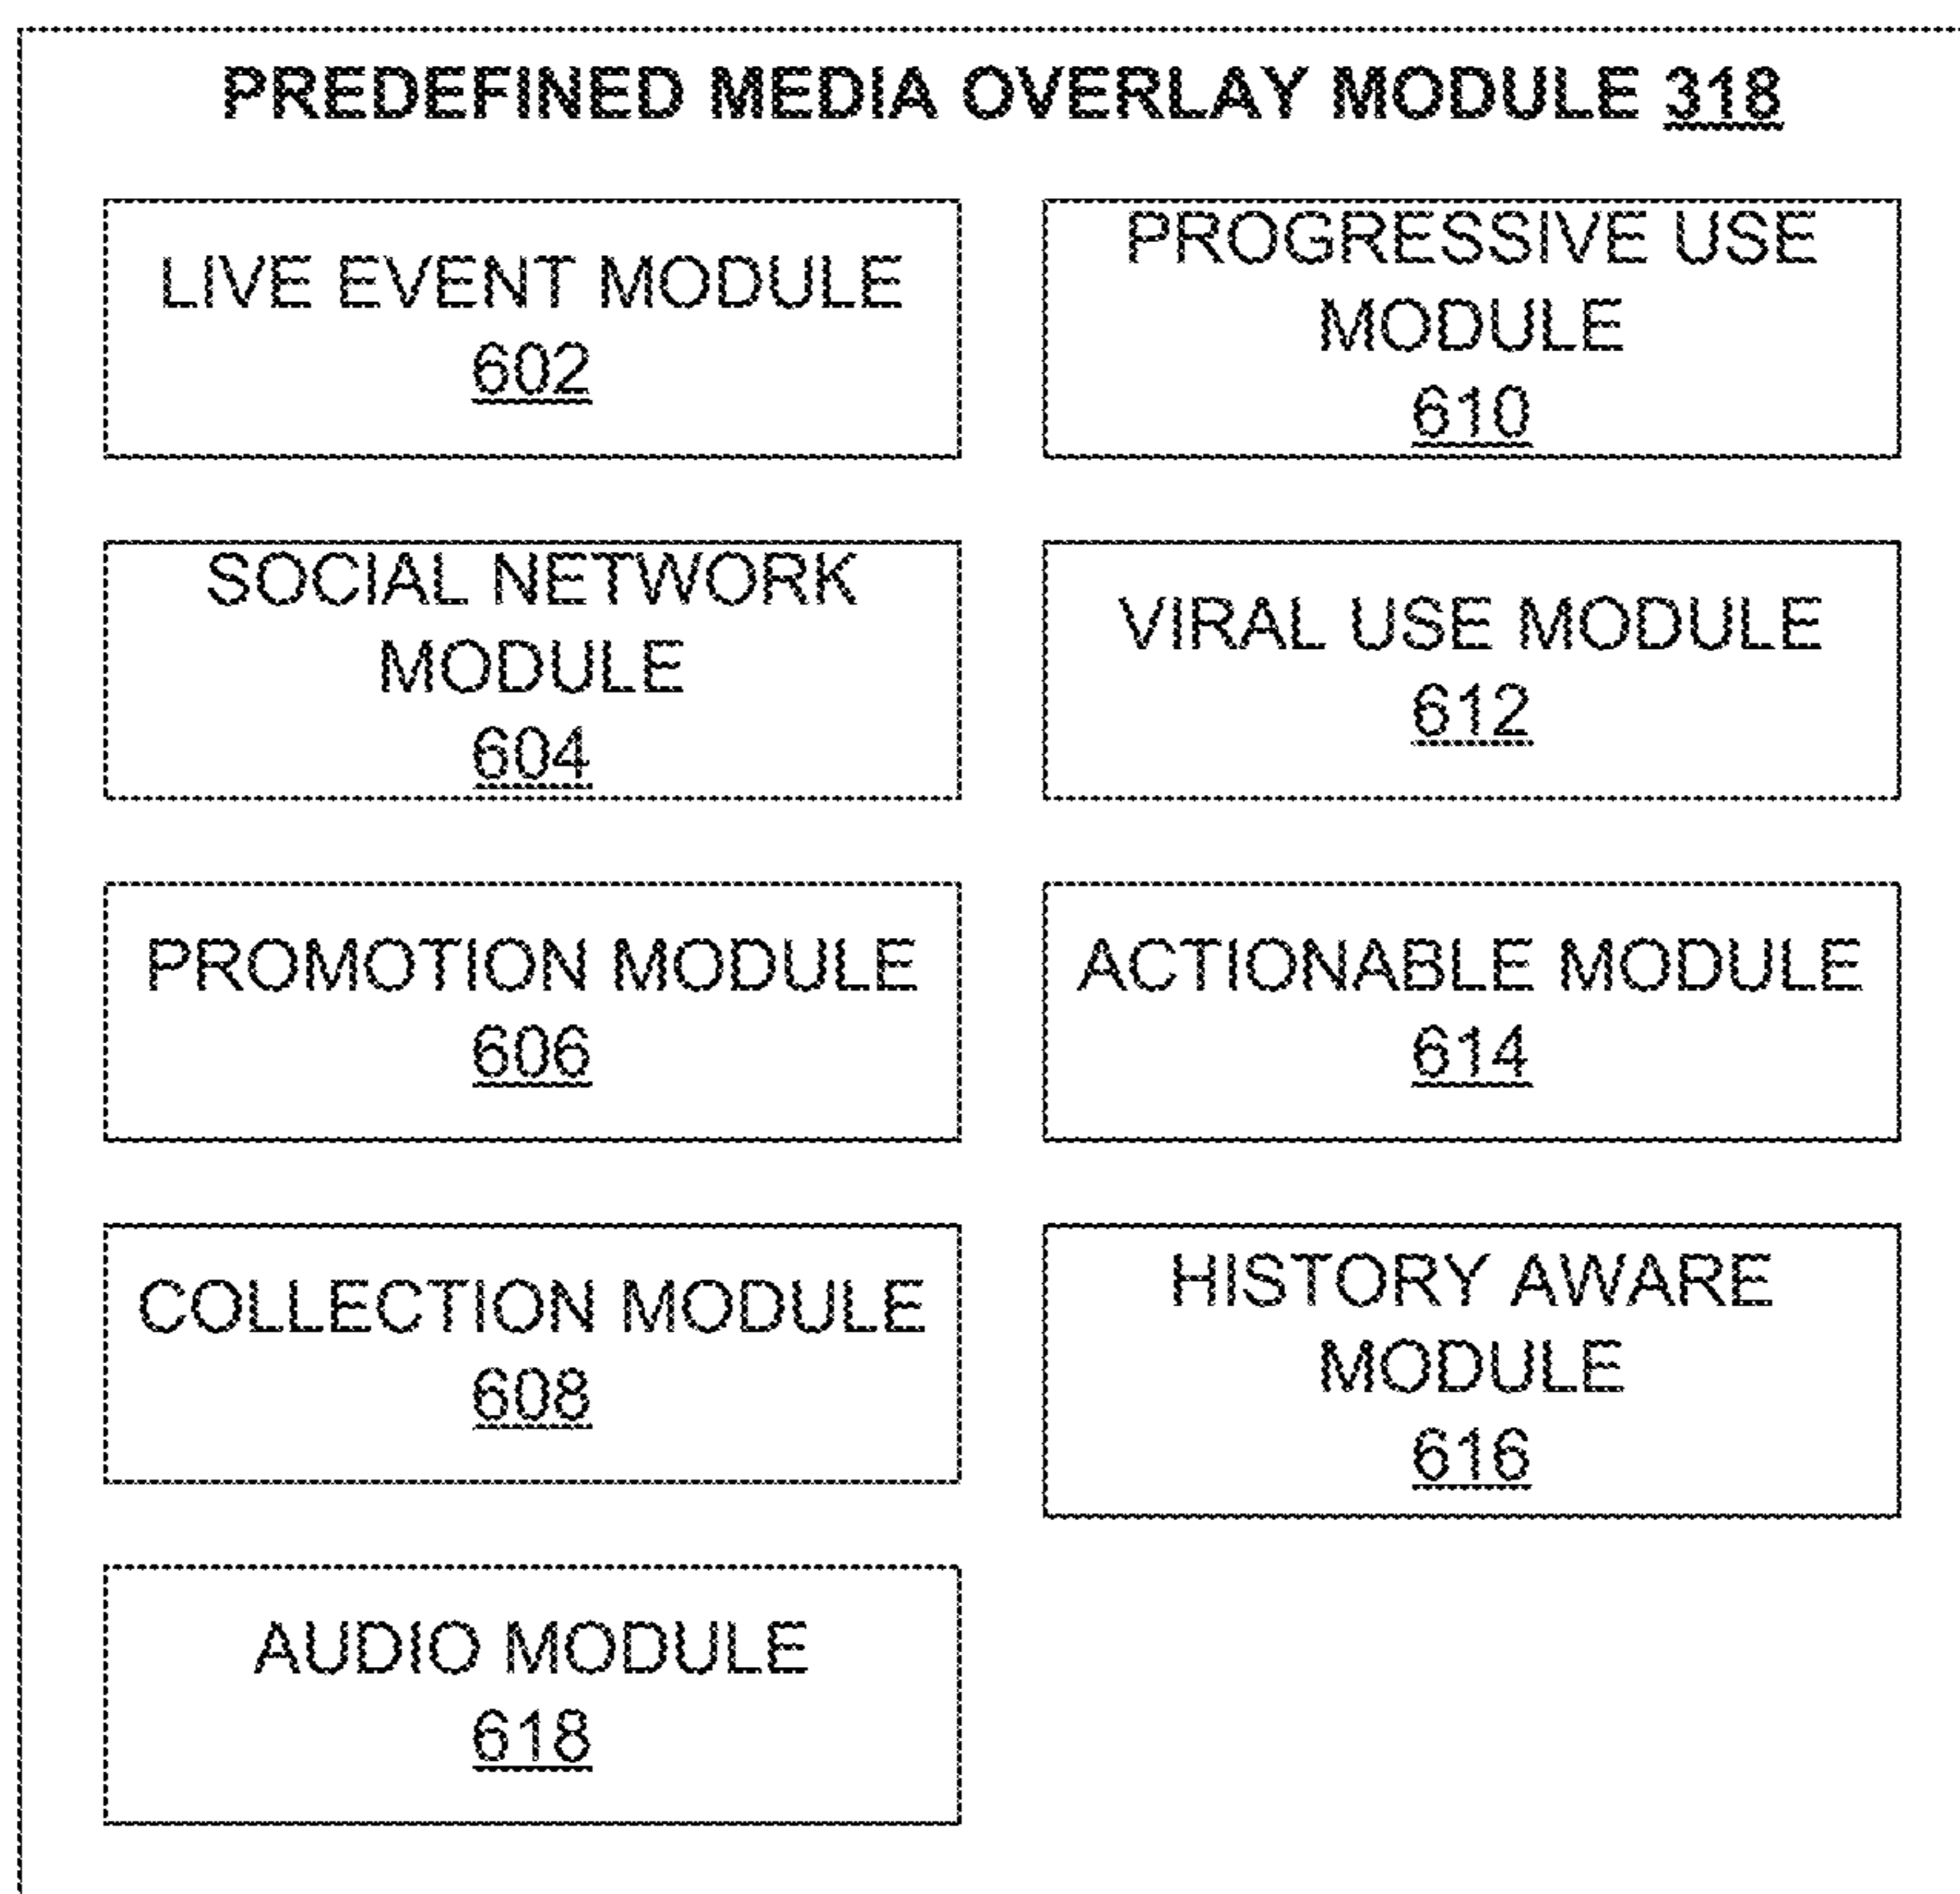 PREDEFINED MEDIA OVERLAY MODULE 318
LIVE EVENT MODULE
602
SOCIAL NETWORK
MODULE
604
PROMOTION MODULE
606
COLLECTION MODULE
608
AUDIO MODULE
618
PROGRESSIVE USE
MODULE
610
VIRAL USE MODULE
612
ACTIONABLE MODULE
614
HISTORY AWARE
MODULE
616